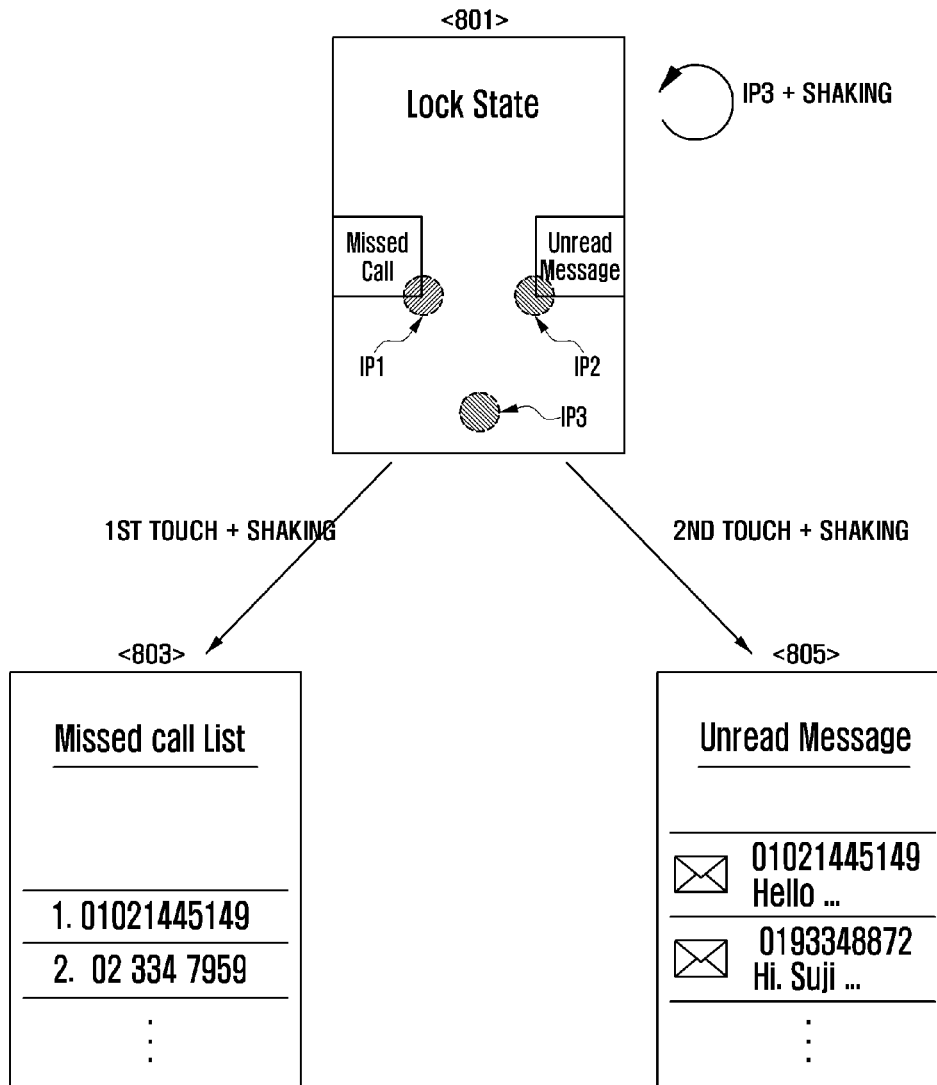 <801>
Lock State
IP3 + SHAKING
Missed
Call
Unread
Message
IP1
IP2
IP3
1ST TOUCH + SHAKING
2ND TOUCH + SHAKING
<803>
Missed call List
1. 01021445149
2. 02 334 7959
<805>
Unread Message
01021445149
Hello ...
0193348872
Hi. Suji ...